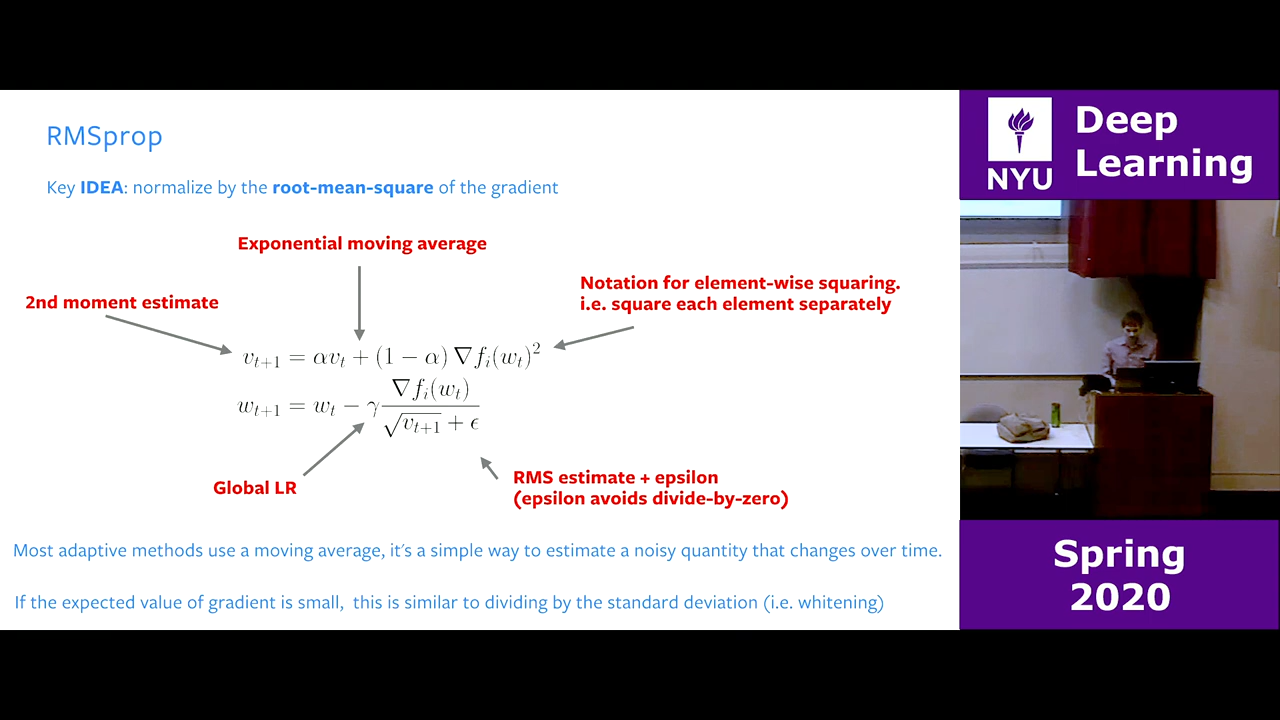 RMSprop
Key IDEA: normalize by the root-mean-square of the gradient
Exponential moving average
2nd moment estimate
Notation for element-wise squaring.
i.e. square each element separately
v_{t+1} = αv_t + (1 − α) ∇f_i(w_t)^2
w_{t+1} = w_t − γ \frac{∇f_i(w_t)}{\sqrt{v_{t+1}} + ϵ}
Global LR
RMS estimate + epsilon
(epsilon avoids divide-by-zero)
Most adaptive methods use a moving average, it's a simple way to estimate a noisy quantity that changes over time.
If the expected value of gradient is small, this is similar to dividing by the standard deviation (i.e. whitening)
NYU
Deep
Learning
Spring
2020